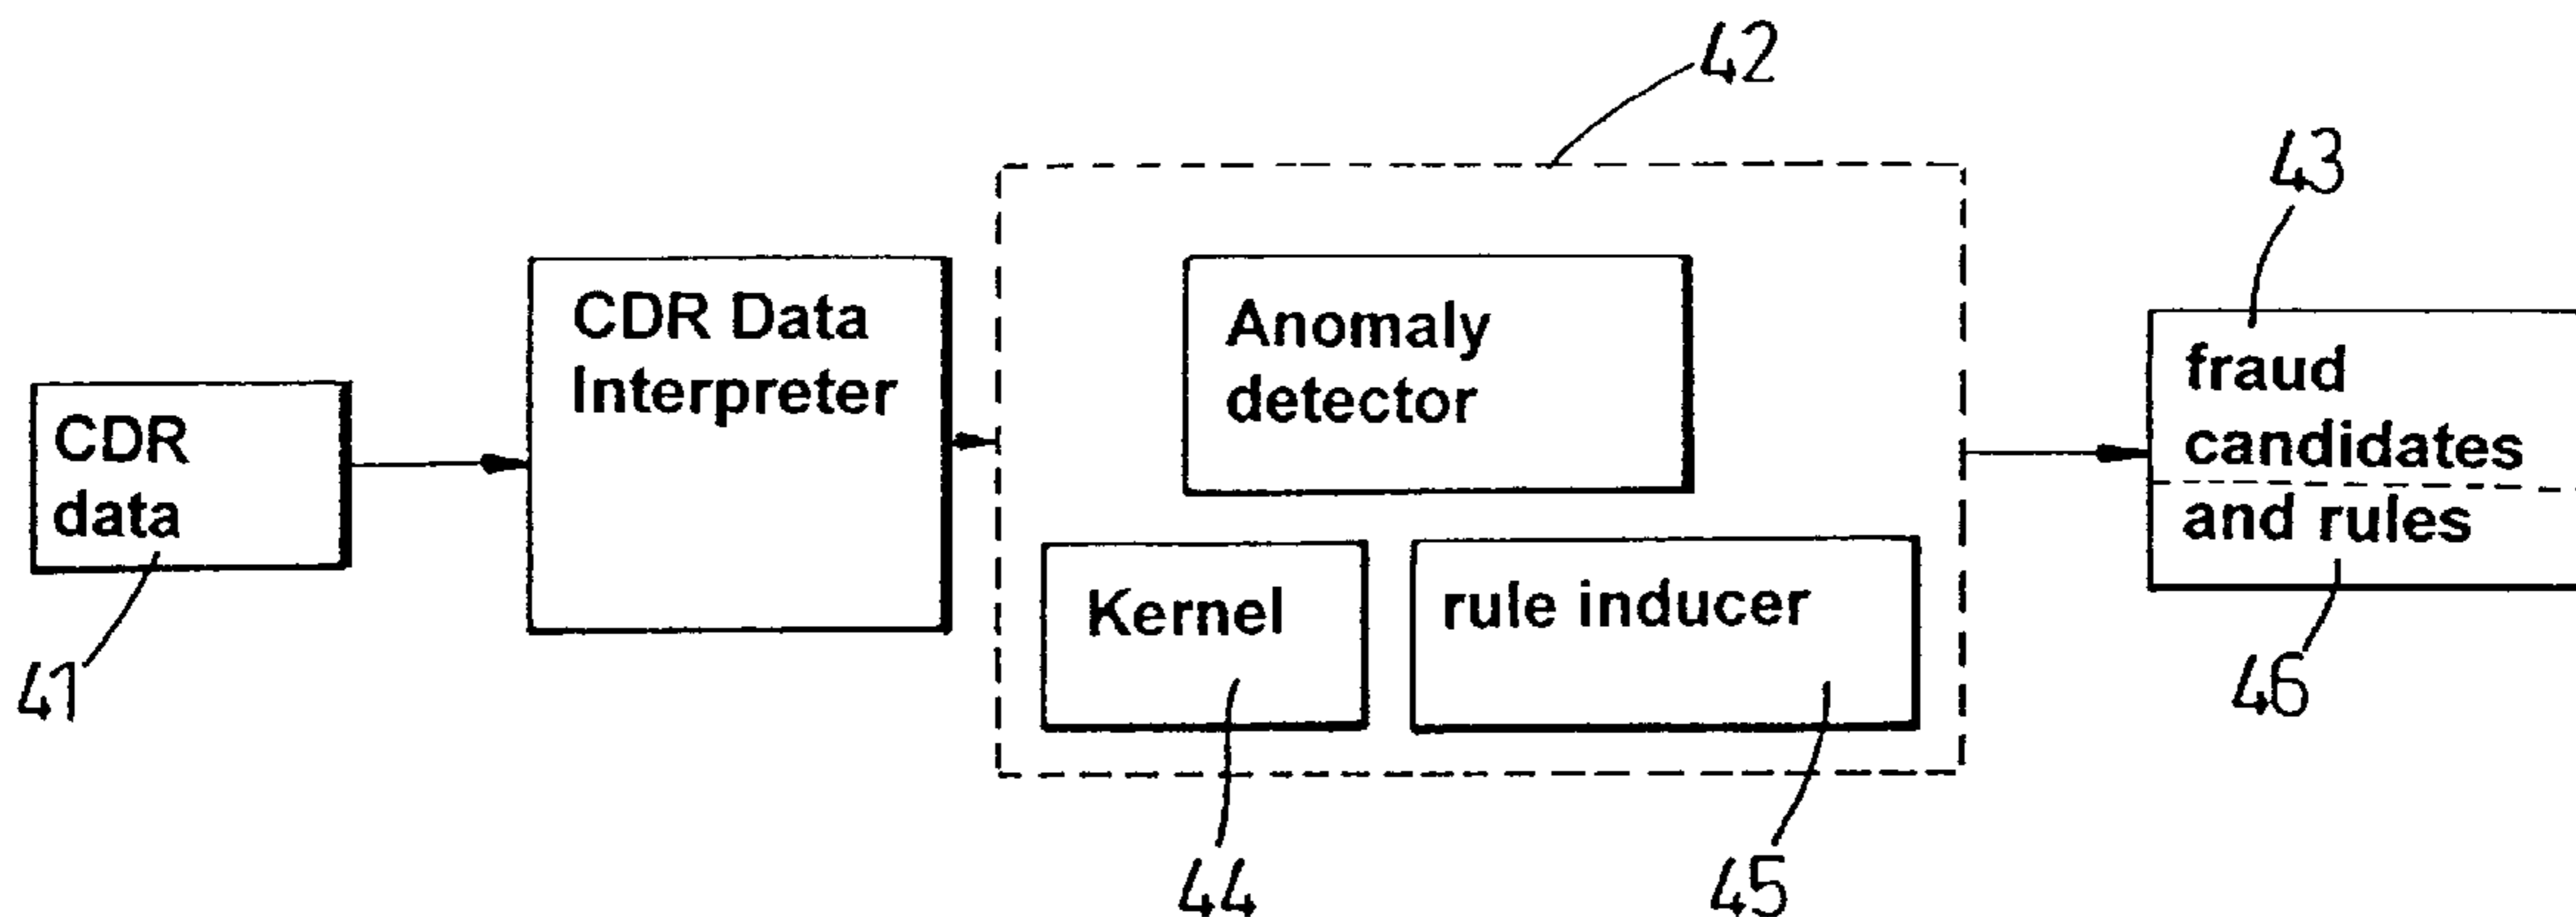 42
43
CDR Data
Interpreter
Anomaly
detector
fraud
candidates
and rules
CDR
data
Kernel
rule inducer
41
46
44
45